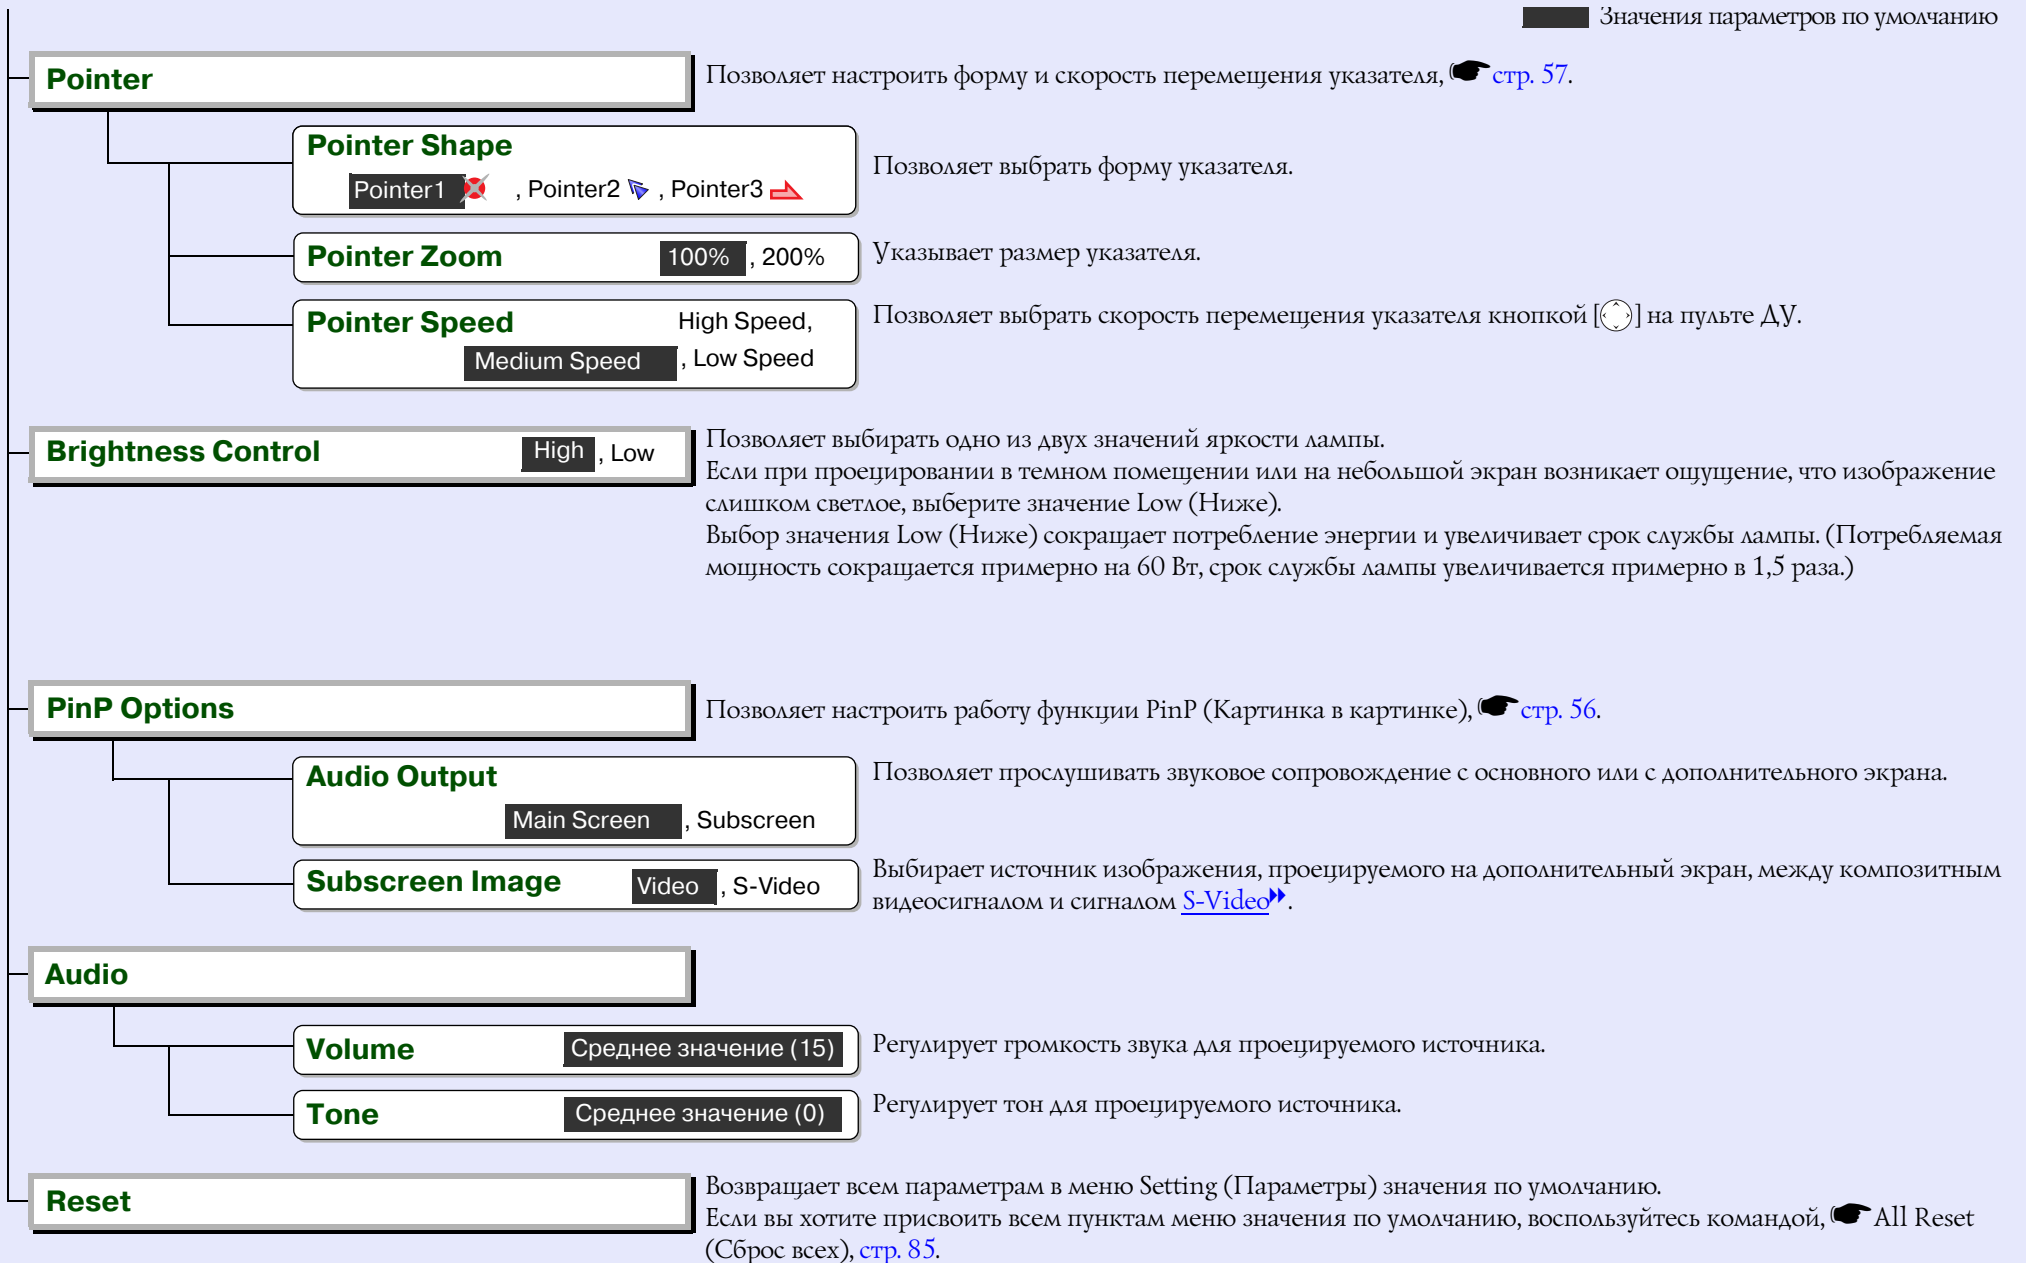 Значения параметров по умолчанию
Pointer
Позволяет настроить форму и скорость перемещения указателя, стр. 57.
Pointer Shape
Pointer1 , Pointer2 , Pointer3
Позволяет выбрать форму указателя.
Pointer Zoom 100% , 200%
Указывает размер указателя.
Pointer Speed High Speed,
Medium Speed , Low Speed
Позволяет выбрать скорость перемещения указателя кнопкой [ ] на пульте ДУ.
Brightness Control High , Low
Позволяет выбирать одно из двух значений яркости лампы.
Если при проецировании в темном помещении или на небольшой экран возникает ощущение, что изображение
слишком светлое, выберите значение Low (Ниже).
Выбор значения Low (Ниже) сокращает потребление энергии и увеличивает срок службы лампы. (Потребляемая
мощность сокращается примерно на 60 Вт, срок службы лампы увеличивается примерно в 1,5 раза.)
PinP Options
Позволяет настроить работу функции PinP (Картинка в картинке), стр. 56.
Audio Output
Main Screen , Subscreen
Позволяет прослушивать звуковое сопровождение с основного или с дополнительного экрана.
Subscreen Image Video , S-Video
Выбирает источник изображения, проецируемого на дополнительный экран, между композитным
видеосигналом и сигналом S-Video.
Audio
Volume Среднее значение (15)
Регулирует громкость звука для проецируемого источника.
Tone Среднее значение (0)
Регулирует тон для проецируемого источника.
Reset
Возвращает всем параметрам в меню Setting (Параметры) значения по умолчанию.
Если вы хотите присвоить всем пунктам меню значения по умолчанию, воспользуйтесь командой, All Reset
(Сброс всех), стр. 85.